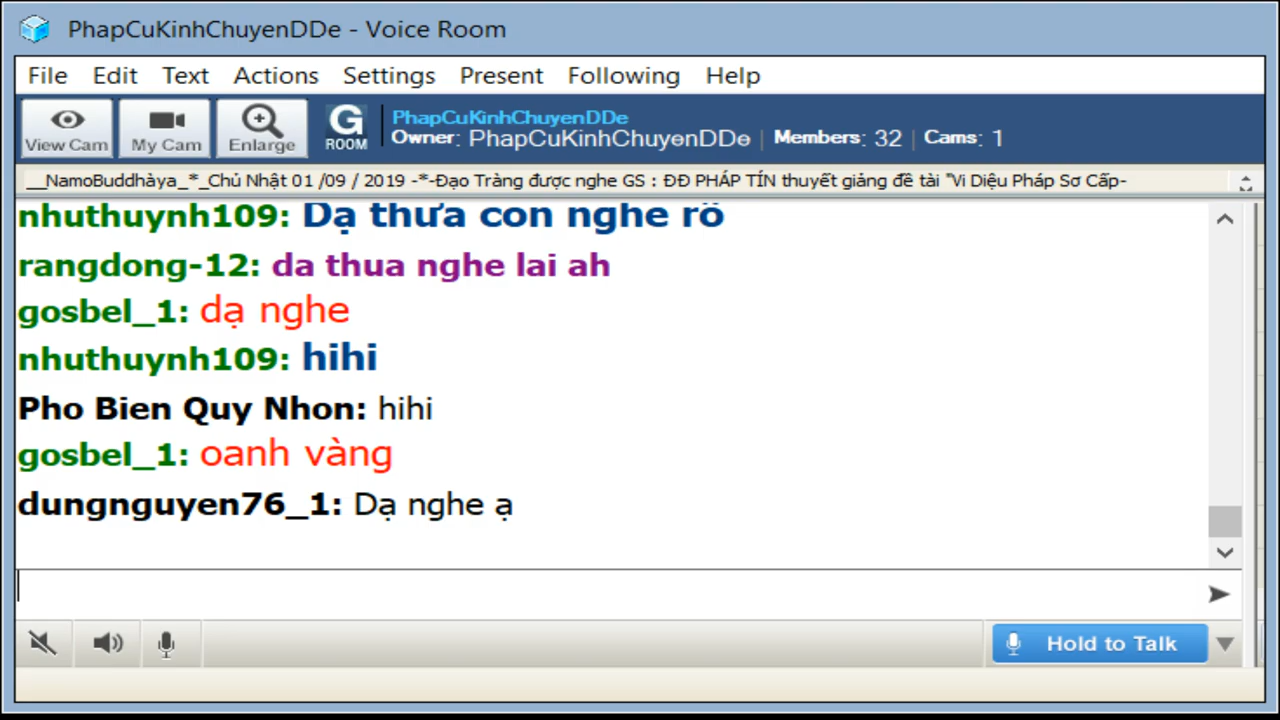 PhapCuKinhChuyenDDe - Voice Room
File Edit Text Actions Settings Present Following Help
View Cam My Cam Enlarge G ROOM
PhapCuKinhChuyenDDe
Owner: PhapCuKinhChuyenDDe | Members: 32 | Cams: 1
__NamoBuddhàya_*_Chủ Nhật 01 /09 / 2019 -*-Đạo Tràng được nghe GS : ĐĐ PHÁP TÍN thuyết giảng đề tài "Vi Diệu Pháp Sơ Cấp-
nhuthuynh109: Dạ thưa con nghe rõ
rangdong-12: da thua nghe lai ah
gosbel_1: dạ nghe
nhuthuynh109: hihi
Pho Bien Quy Nhon: hihi
gosbel_1: oanh vàng
dungnguyen76_1: Dạ nghe ạ
Hold to Talk